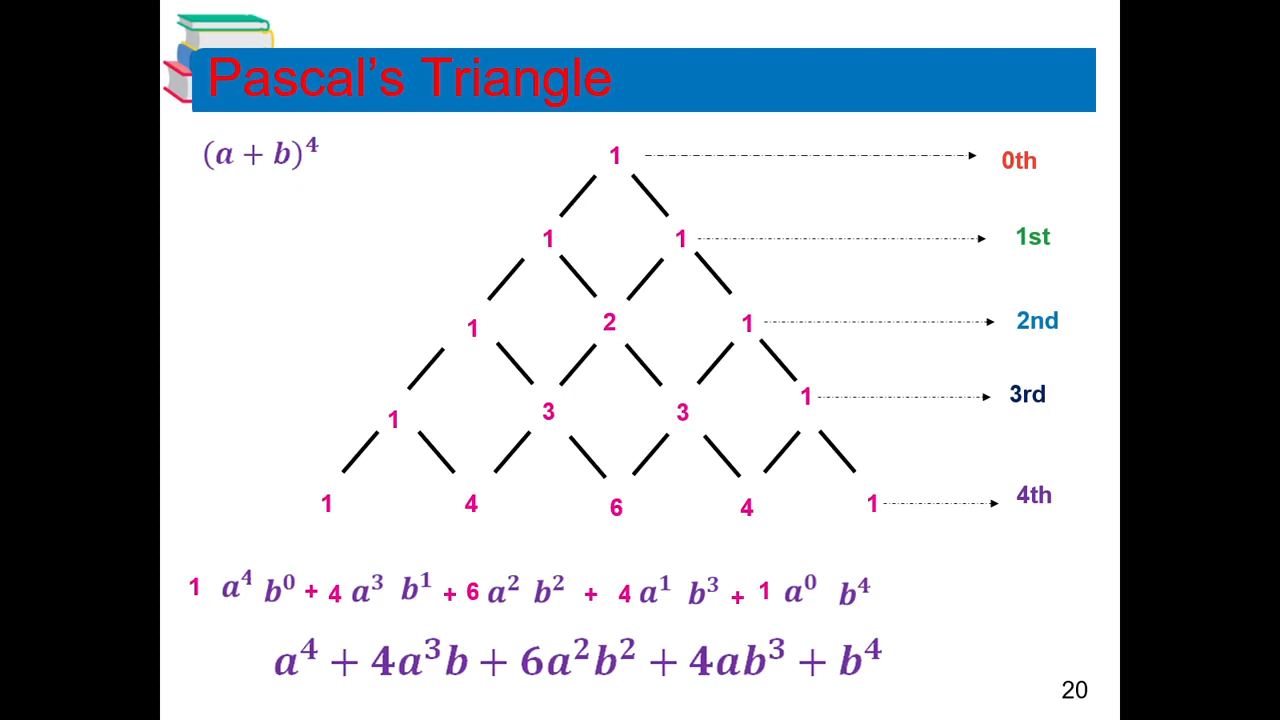 Pascal's Triangle
(a + b)⁴
1 0th
1 1 1st
1 2 1 2nd
1 3 3 1 3rd
1 4 6 4 1 4th
1 a⁴ b⁰ + 4 a³ b¹ + 6 a² b² + 4 a¹ b³ + 1 a⁰ b⁴
a⁴ + 4a³b + 6a²b² + 4ab³ + b⁴
20